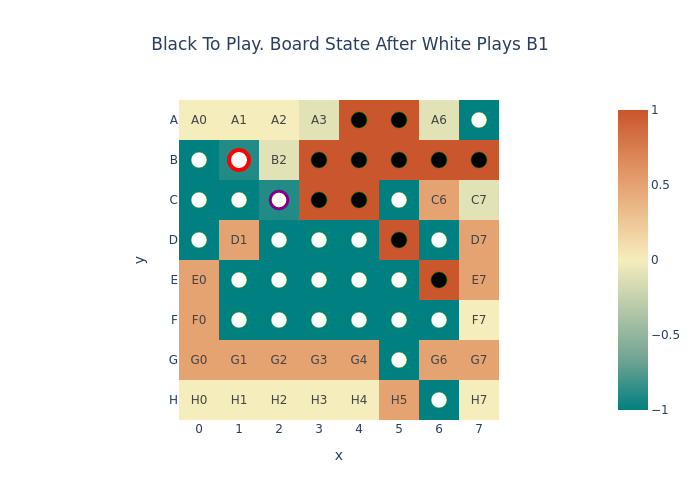 Black To Play. Board State After White Plays B1
A A0 A1 A2 A3 A6
B B2
C C6 C7
D D1 D7
E E0 E7
F F0 F7
G G0 G1 G2 G3 G4 G6 G7
H H0 H1 H2 H3 H4 H5 H7
0 1 2 3 4 5 6 7
x
y
1
0.5
0
−0.5
−1